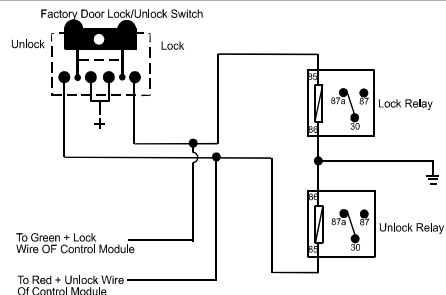 Factory Door Lock/Unlock Switch
Unlock
Lock
+
85
87a
87
30
86
Lock Relay
86
87a
87
30
85
Unlock Relay
To Green + Lock
Wire OF Control Module
To Red + Unlock Wire
Of Control Module